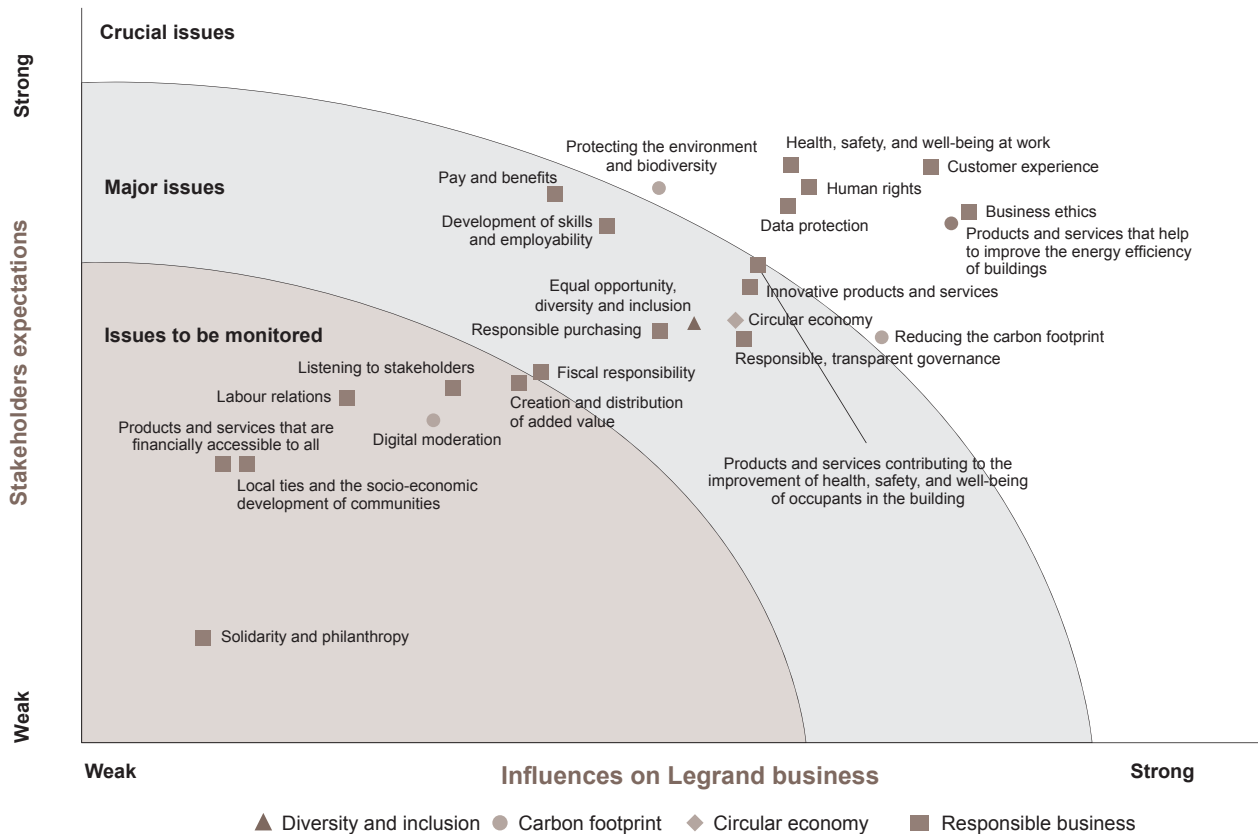 Crucial issues
Strong
Protecting the environment
and biodiversity
Health, safety, and well-being at work
Customer experience
Major issues
Pay and benefits
Human rights
Development of skills
and employability
Data protection
Business ethics
Products and services that help
to improve the energy efficiency
of buildings
Stakeholders expectations
Equal opportunity,
diversity and inclusion
Innovative products and services
Issues to be monitored
Responsible purchasing
Circular economy
Reducing the carbon footprint
Responsible, transparent governance
Listening to stakeholders
Fiscal responsibility
Labour relations
Creation and distribution
of added value
Products and services that are
financially accessible to all
Digital moderation
Local ties and the socio-economic
development of communities
Products and services contributing to the
improvement of health, safety, and well-being
of occupants in the building
Solidarity and philanthropy
Weak
Weak
Influences on Legrand business
Strong
Diversity and inclusion
Carbon footprint
Circular economy
Responsible business